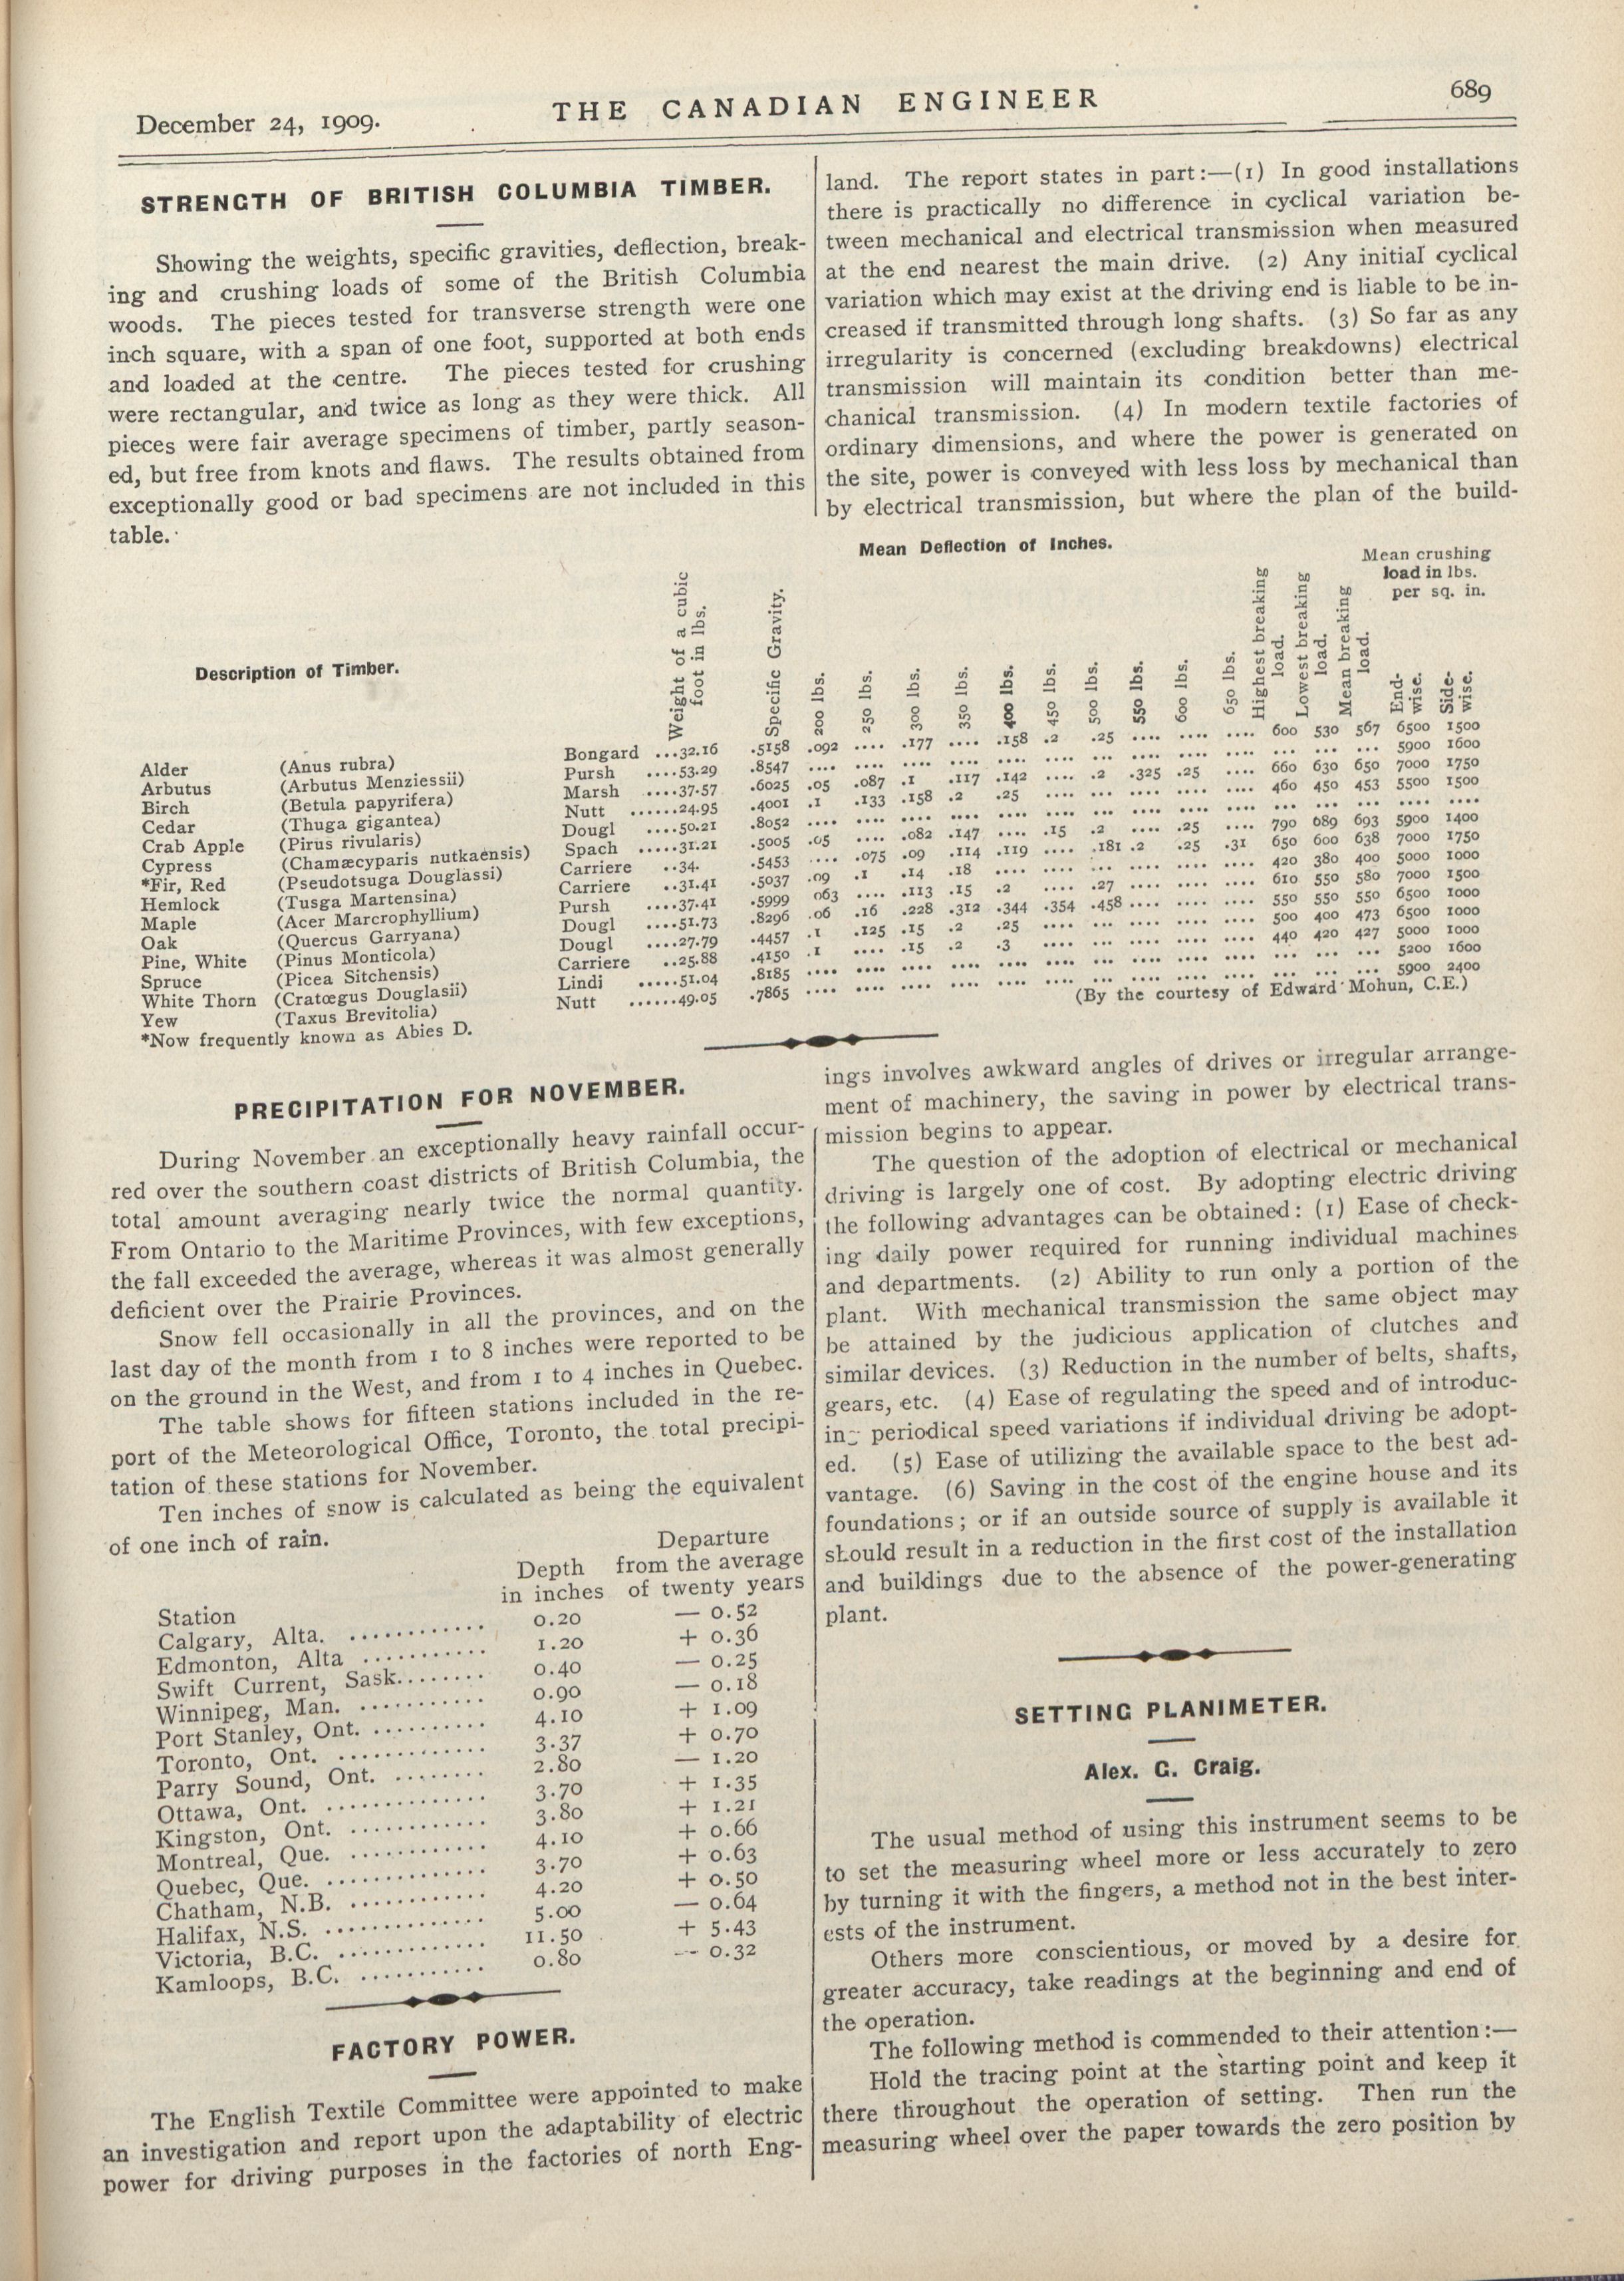 December 24, 1909.
THE CANADIAN ENGINEER
689
STRENGTH OF BRITISH COLUMBIA TIMBER.
Showing the weights, specific gravities, deflection, break-
ing and crushing loads of some of the British Columbia
woods. The pieces tested for transverse strength were one
inch square, with a span of one foot, supported at both ends
and loaded at the centre. The pieces tested for crushing
were rectangular, and twice as long as they were thick. All
pieces were fair average specimens of timber, partly season-
ed, but free from knots and flaws. The results obtained from
exceptionally good or bad specimens are not included in this
table.
land. The report states in part:—(1) In good installations
there is practically no difference in cyclical variation be-
tween mechanical and electrical transmission when measured
at the end nearest the main drive. (2) Any initial cyclical
variation which may exist at the driving end is liable to be in-
creased if transmitted through long shafts. (3) So far as any
irregularity is concerned (excluding breakdowns) electrical
transmission will maintain its condition better than me-
chanical transmission. (4) In modern textile factories of
ordinary dimensions, and where the power is generated on
the site, power is conveyed with less loss by mechanical than
by electrical transmission, but where the plan of the build-
Mean Deflection of Inches.
Mean crushing
load in lbs.
per sq. in.
Description of Timber.
Weight of a cubic
foot in lbs.
Specific Gravity.
200 lbs.
250 lbs.
300 lbs.
350 lbs.
400 lbs.
450 lbs.
500 lbs.
550 lbs.
600 lbs.
650 lbs.
Highest breaking
load.
Lowest breaking
load.
Mean breaking
load.
End-
wise.
Side-
wise.
Alder (Anus rubra) Bongard ...32.16 .5158 .092 .... .177 .... .158 .2 .25 .... .... .... 600 530 567 6500 1500
Arbutus (Arbutus Menziessii) Pursh ....53.29 .8547 .... .... .... .... .... .... ... .... .... .... ... ... ... 5900 1600
Birch (Betula papyrifera) Marsh ....37.57 .6025 .05 .087 .1 .117 .142 .... .2 .325 .25 .... 660 630 650 7000 1750
Cedar (Thuga gigantea) Nutt ......24.95 .4001 .1 .133 .158 .2 .25 .... ... .... .... .... 460 450 453 5500 1500
Crab Apple (Pirus rivularis) Dougl ....50.21 .8052 .... .... .... .... .... .... ... .... .... .... ... ... ... .... ....
Cypress (Chamæcyparis nutkaensis) Spach .....31.21 .5005 .05 .... .082 .147 .... .15 .2 .... .25 .... 790 689 693 5900 1400
*Fir, Red (Pseudotsuga Douglassi) Carriere ..34. .5453 .... .075 .09 .114 .119 .... .181 .2 .25 .31 650 600 638 7000 1750
Hemlock (Tusga Martensina) Carriere ..31.41 .5037 .09 .1 .14 .18 .... .... ... .... .... .... 420 380 400 5000 1000
Maple (Acer Marcrophyllium) Pursh ....37.41 .5999 063 .... .113 .15 .2 .... .27 .... .... .... 610 550 580 7000 1500
Oak (Quercus Garryana) Dougl ....51.73 .8296 .06 .16 .228 .312 .344 .354 .458 .... .... .... 550 550 550 6500 1000
Pine, White (Pinus Monticola) Dougl ....27.79 .4457 .1 .125 .15 .2 .25 .... ... .... .... .... 500 400 473 6500 1000
Spruce (Picea Sitchensis) Carriere ..25.88 .4150 .1 .... .15 .2 .3 .... ... .... .... .... 440 420 427 5000 1000
White Thorn (Cratœgus Douglasii) Lindi .....51.04 .8185 .... .... .... .... .... .... ... .... .... .... ... ... ... 5200 1600
Yew (Taxus Brevitolia) Nutt ......49.05 .7865 .... .... .... .... .... .... ... .... .... .... ... ... ... 5900 2400
*Now frequently known as Abies D.
(By the courtesy of Edward Mohun, C.E.)
PRECIPITATION FOR NOVEMBER.
During November an exceptionally heavy rainfall occur-
red over the southern coast districts of British Columbia, the
total amount averaging nearly twice the normal quantity.
From Ontario to the Maritime Provinces, with few exceptions,
the fall exceeded the average, whereas it was almost generally
deficient over the Prairie Provinces.
Snow fell occasionally in all the provinces, and on the
last day of the month from 1 to 8 inches were reported to be
on the ground in the West, and from 1 to 4 inches in Quebec.
The table shows for fifteen stations included in the re-
port of the Meteorological Office, Toronto, the total precipi-
tation of these stations for November.
Ten inches of snow is calculated as being the equivalent
of one inch of rain.
Departure
Depth from the average
Station in inches of twenty years
Calgary, Alta. ............ 0.20 — 0.52
Edmonton, Alta ........... 1.20 + 0.36
Swift Current, Sask........ 0.40 — 0.25
Winnipeg, Man. ........... 0.90 — 0.18
Port Stanley, Ont. .......... 4.10 + 1.09
Toronto, Ont. ............. 3.37 + 0.70
Parry Sound, Ont. ........ 2.80 — 1.20
Ottawa, Ont. .............. 3.70 + 1.35
Kingston, Ont. ............ 3.80 + 1.21
Montreal, Que. ............ 4.10 + 0.66
Quebec, Que. .............. 3.70 + 0.63
Chatham, N.B. ............ 4.20 + 0.50
Halifax, N.S. .............. 5.00 — 0.64
Victoria, B.C. ............. 11.50 + 5.43
Kamloops, B.C. ........... 0.80 — 0.32
FACTORY POWER.
The English Textile Committee were appointed to make
an investigation and report upon the adaptability of electric
power for driving purposes in the factories of north Eng-
ings involves awkward angles of drives or irregular arrange-
ment of machinery, the saving in power by electrical trans-
mission begins to appear.
The question of the adoption of electrical or mechanical
driving is largely one of cost. By adopting electric driving
the following advantages can be obtained: (1) Ease of check-
ing daily power required for running individual machines
and departments. (2) Ability to run only a portion of the
plant. With mechanical transmission the same object may
be attained by the judicious application of clutches and
similar devices. (3) Reduction in the number of belts, shafts,
gears, etc. (4) Ease of regulating the speed and of introduc-
ing periodical speed variations if individual driving be adopt-
ed. (5) Ease of utilizing the available space to the best ad-
vantage. (6) Saving in the cost of the engine house and its
foundations; or if an outside source of supply is available it
should result in a reduction in the first cost of the installation
and buildings due to the absence of the power-generating
plant.
SETTING PLANIMETER.
Alex. G. Craig.
The usual method of using this instrument seems to be
to set the measuring wheel more or less accurately to zero
by turning it with the fingers, a method not in the best inter-
ests of the instrument.
Others more conscientious, or moved by a desire for
greater accuracy, take readings at the beginning and end of
the operation.
The following method is commended to their attention:—
Hold the tracing point at the starting point and keep it
there throughout the operation of setting. Then run the
measuring wheel over the paper towards the zero position by